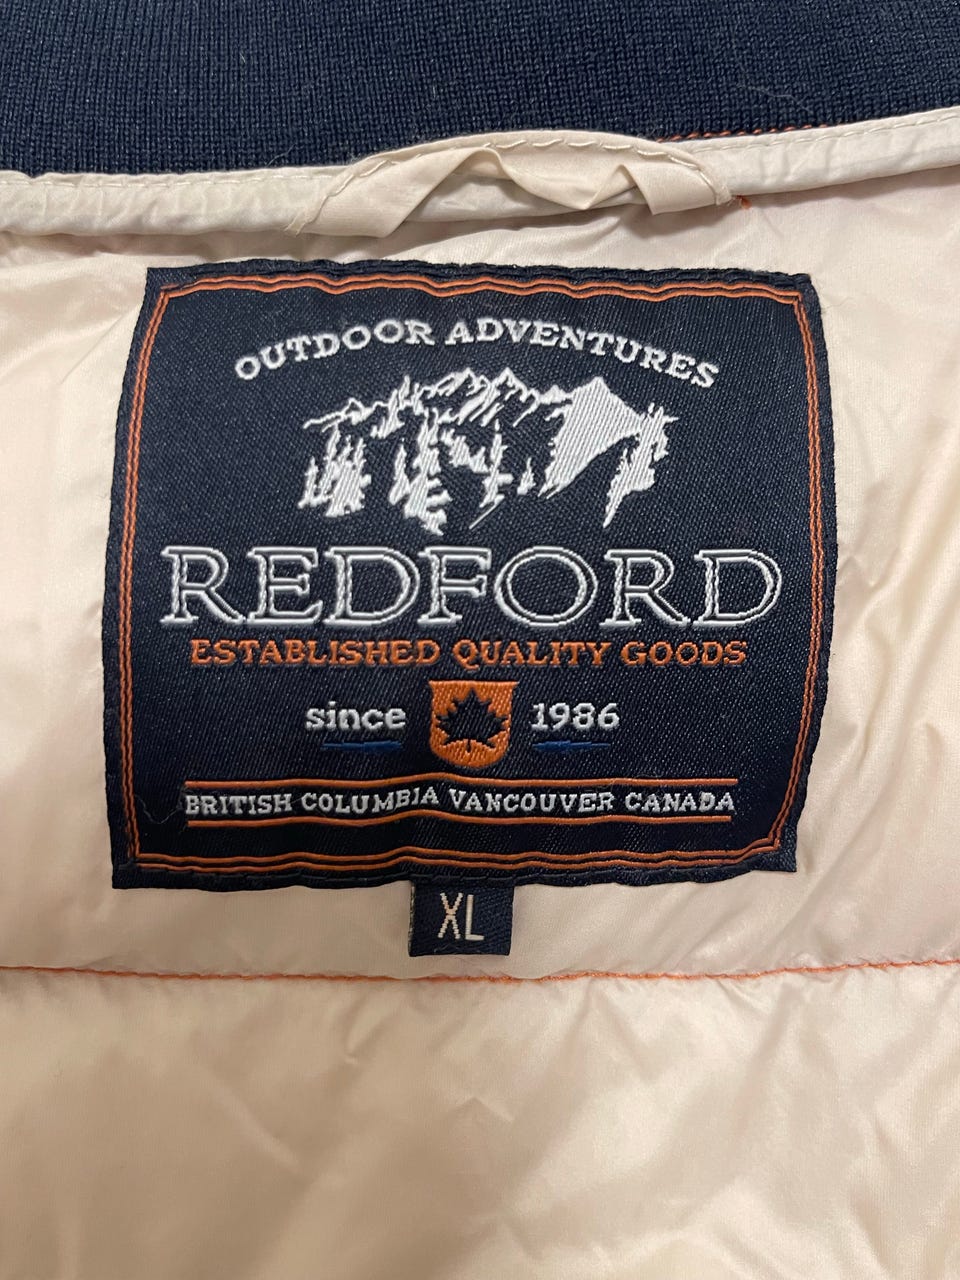 OUTDOOR ADVENTURES
REDFORD
ESTABLISHED QUALITY GOODS
since 1986
BRITISH COLUMBIA VANCOUVER CANADA
XL